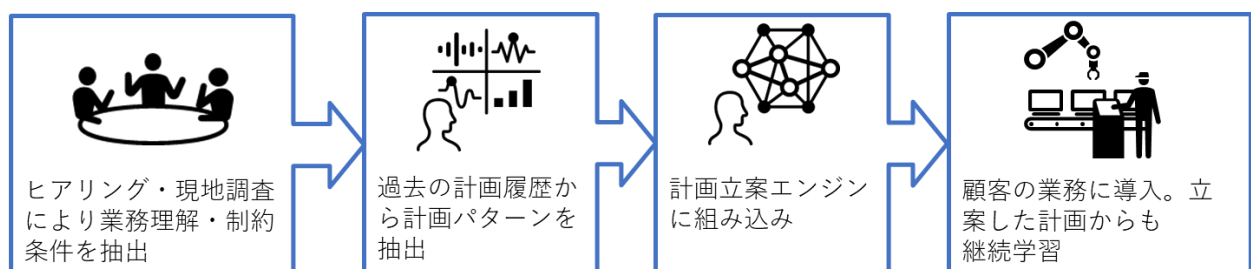 ヒアリング・現地調査
により業務理解・制約
条件を抽出
過去の計画履歴か
ら計画パターンを
抽出
計画立案エンジン
に組み込み
顧客の業務に導入。立
案した計画からも
継続学習